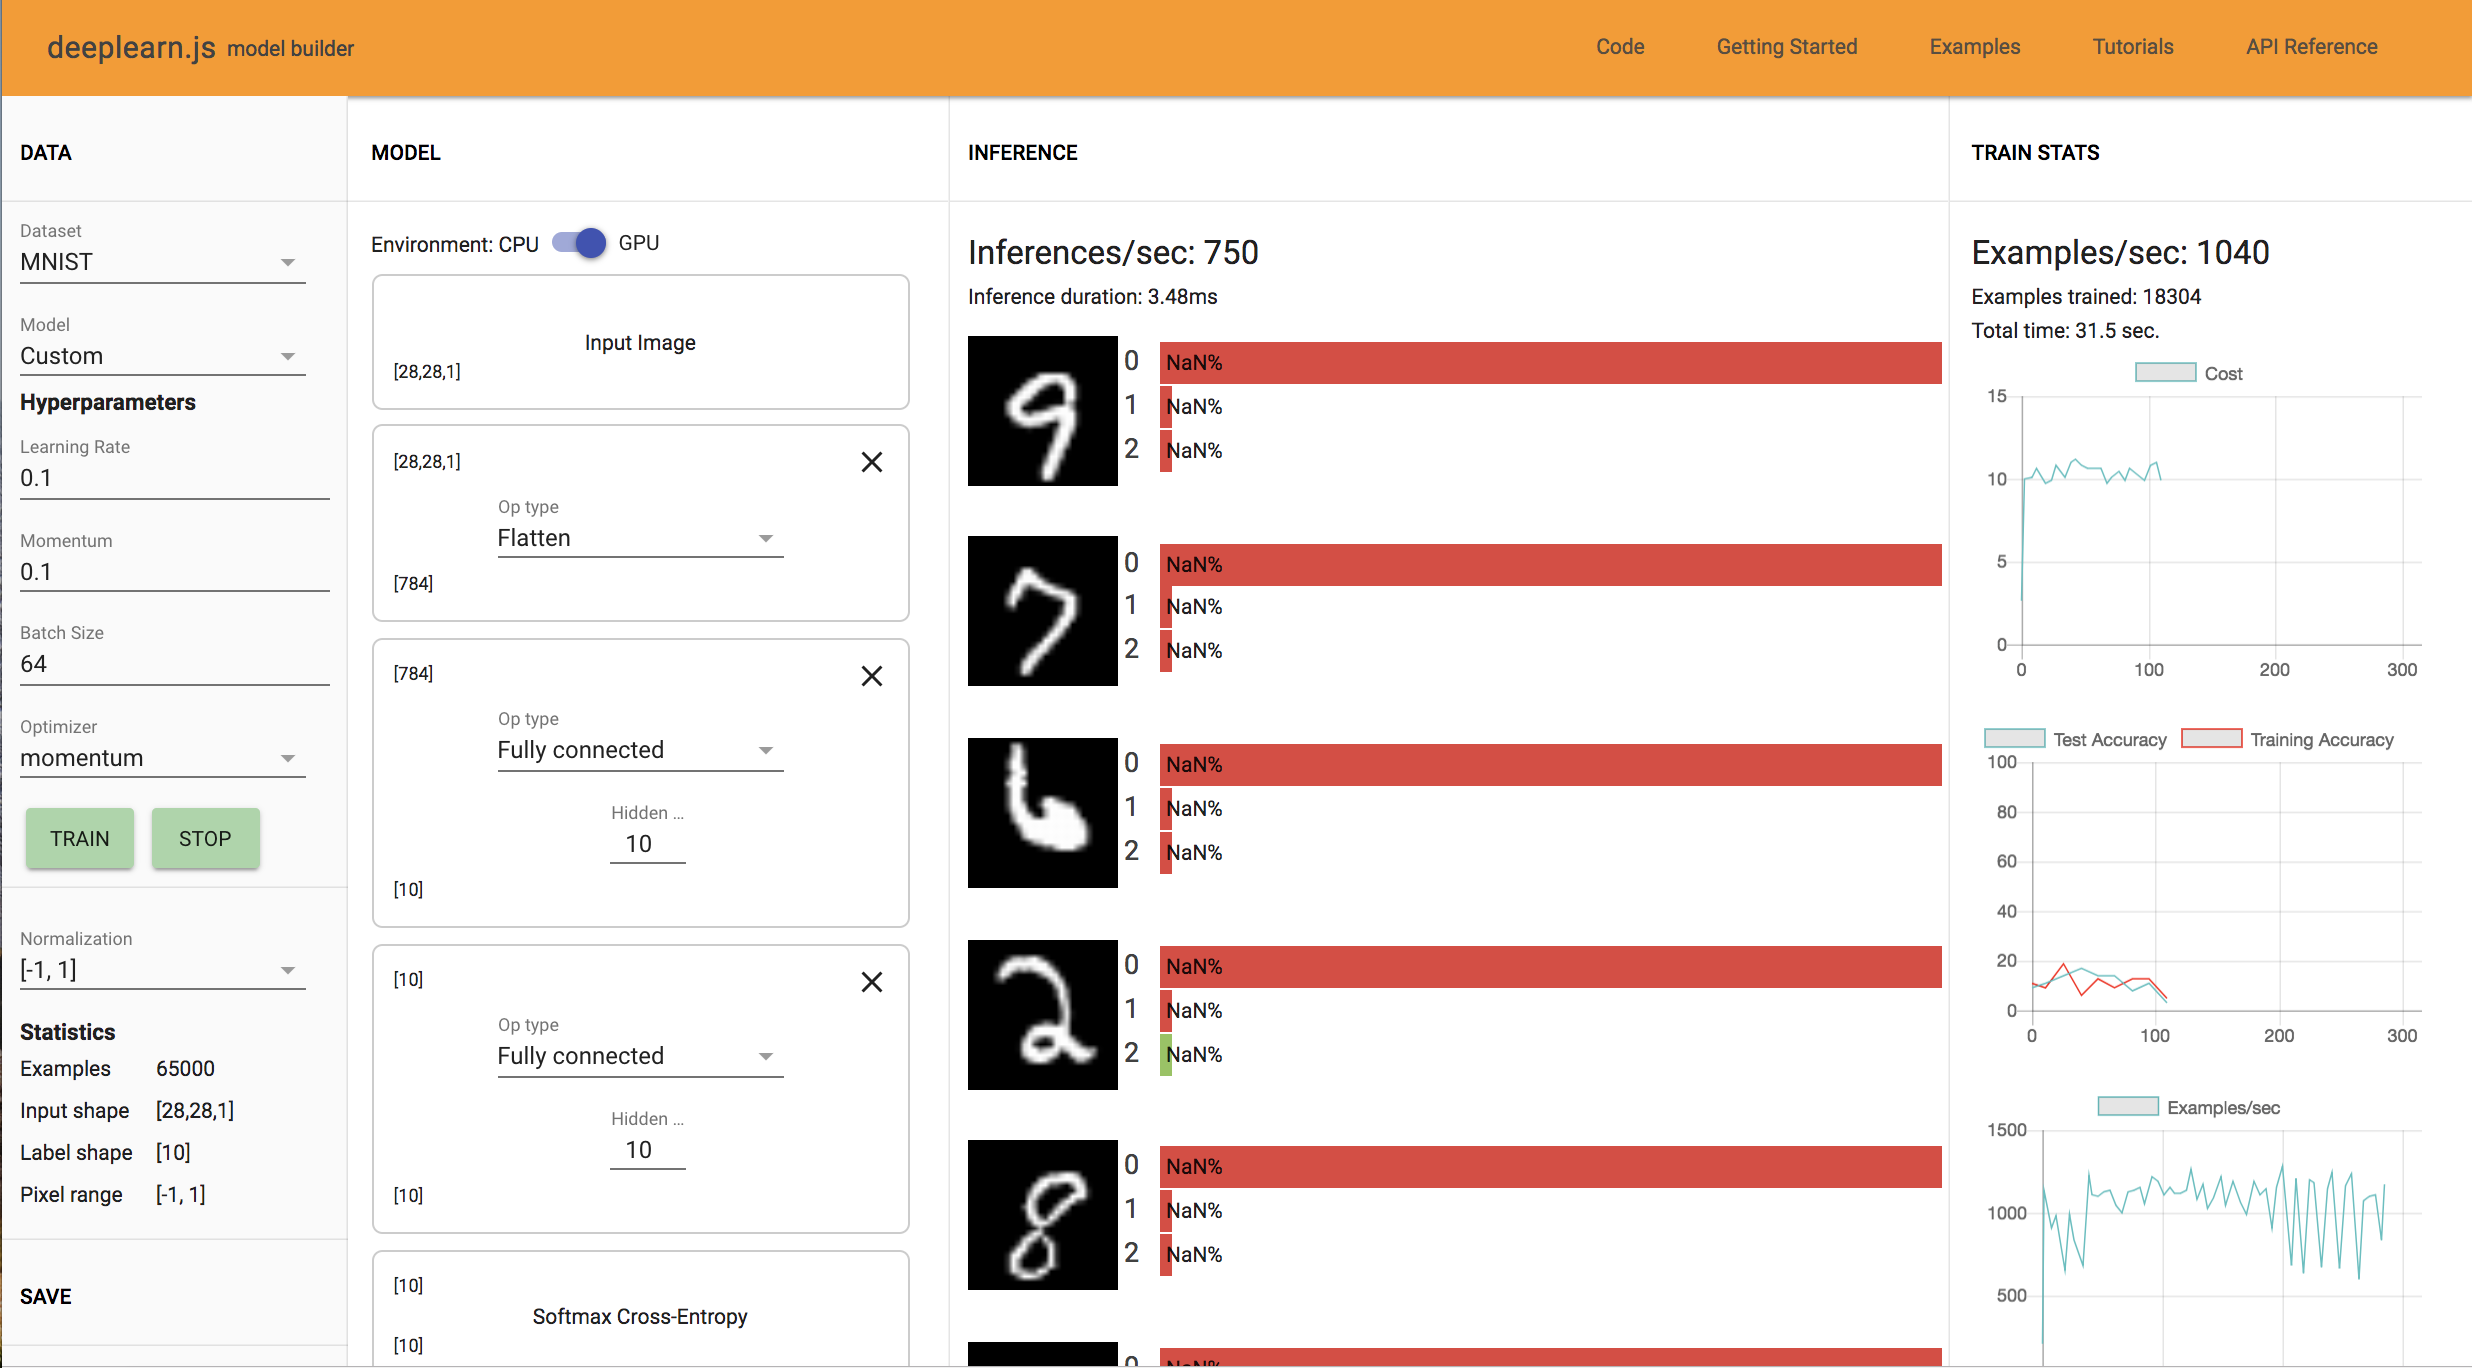 deeplearn.js model builder
Code Getting Started Examples Tutorials API Reference
DATA
Dataset
MNIST
Model
Custom
Hyperparameters
Learning Rate
0.1
Momentum
0.1
Batch Size
64
Optimizer
momentum
TRAIN STOP
Normalization
[-1, 1]
Statistics
Examples 65000
Input shape [28,28,1]
Label shape [10]
Pixel range [-1, 1]
SAVE
MODEL
Environment: CPU GPU
Input Image
[28,28,1]
[28,28,1]
Op type
Flatten
[784]
[784]
Op type
Fully connected
Hidden ...
10
[10]
[10]
Op type
Fully connected
Hidden ...
10
[10]
[10]
Softmax Cross-Entropy
[10]
INFERENCE
Inferences/sec: 750
Inference duration: 3.48ms
9
0 NaN%
1 NaN%
2 NaN%
7
0 NaN%
1 NaN%
2 NaN%
6
0 NaN%
1 NaN%
2 NaN%
2
0 NaN%
1 NaN%
2 NaN%
8
0 NaN%
1 NaN%
2 NaN%
0 NaN%
TRAIN STATS
Examples/sec: 1040
Examples trained: 18304
Total time: 31.5 sec.
Cost
15
10
5
0
0 100 200 300
Test Accuracy Training Accuracy
100
80
60
40
20
0
0 100 200 300
Examples/sec
1500
1000
500